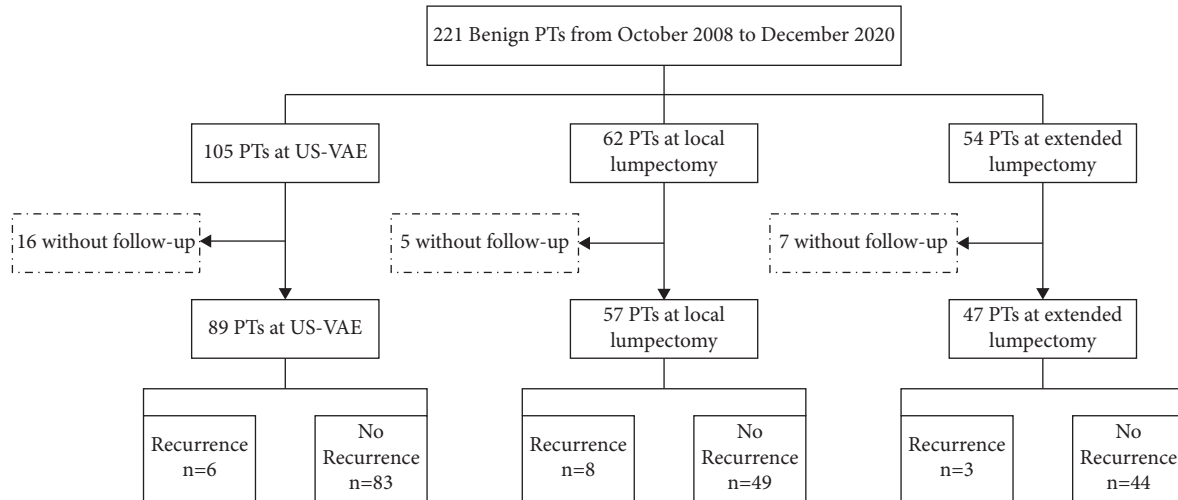 221 Benign PTs from October 2008 to December 2020
105 PTs at US-VAE
62 PTs at local
lumpectomy
54 PTs at extended
lumpectomy
16 without follow-up
5 without follow-up
7 without follow-up
89 PTs at US-VAE
57 PTs at local
lumpectomy
47 PTs at extended
lumpectomy
Recurrence
n=6
No
Recurrence
n=83
Recurrence
n=8
No
Recurrence
n=49
Recurrence
n=3
No
Recurrence
n=44